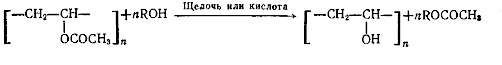 Щелочь или кислота
[—CH₂—CH—]ₙ +nROH ⟶ [—CH₂—CH—]ₙ +nROCOCH₃
OCOCH₃ OH